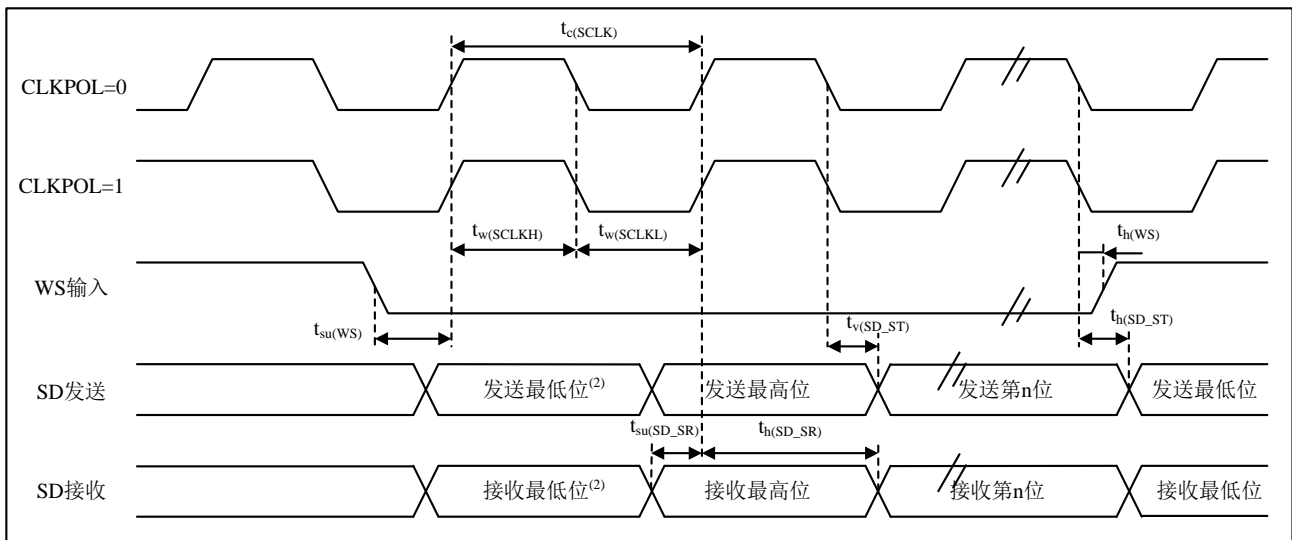 t_c(SCLK)
CLKPOL=0
CLKPOL=1
t_w(SCLKH) t_w(SCLKL)
t_h(WS)
WS输入
t_su(WS) t_v(SD_ST) t_h(SD_ST)
SD发送 发送最低位(2) 发送最高位 发送第n位 发送最低位
t_su(SD_SR) t_h(SD_SR)
SD接收 接收最低位(2) 接收最高位 接收第n位 接收最低位